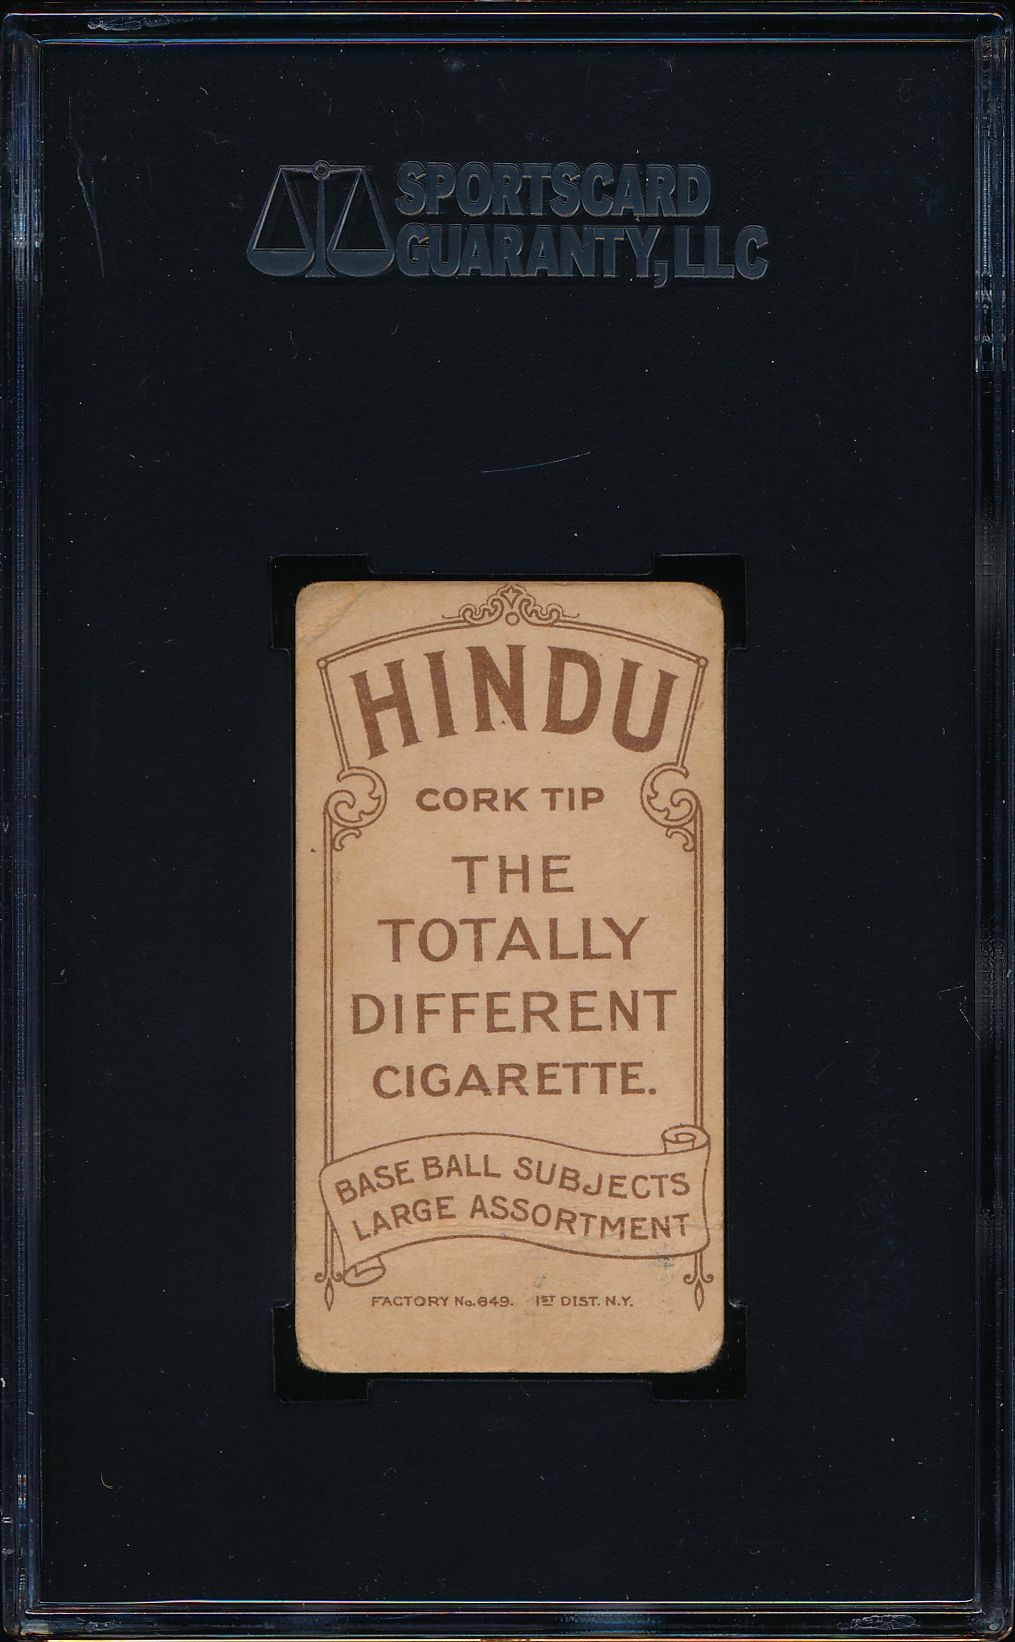 SPORTSCARD
GUARANTY, LLC
HINDU
CORK TIP
THE
TOTALLY
DIFFERENT
CIGARETTE.
BASE BALL SUBJECTS
LARGE ASSORTMENT
FACTORY No. 649. 1ST DIST. N.Y.